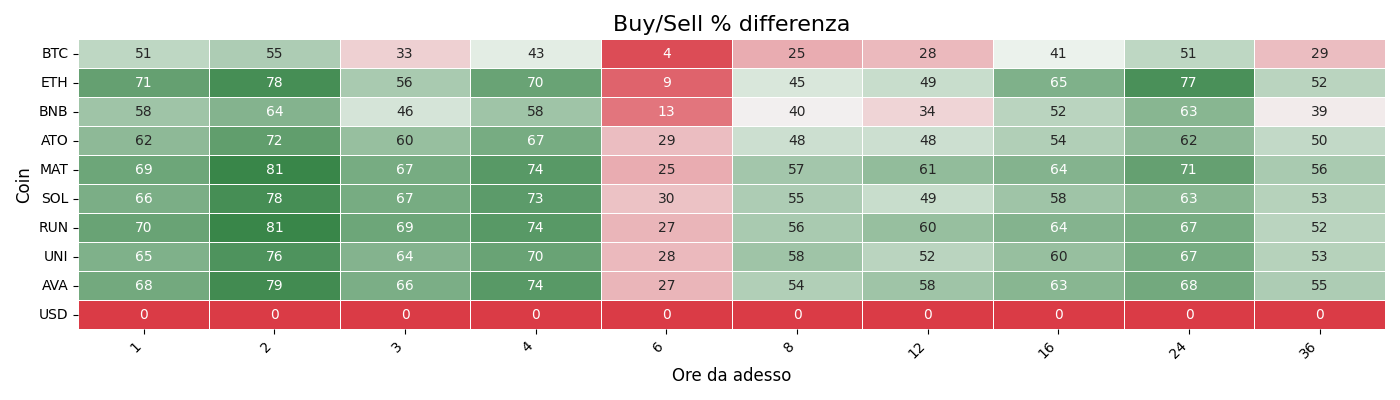 Buy/Sell % differenza
Coin
BTC 51 55 33 43 4 25 28 41 51 29
ETH 71 78 56 70 9 45 49 65 77 52
BNB 58 64 46 58 13 40 34 52 63 39
ATO 62 72 60 67 29 48 48 54 62 50
MAT 69 81 67 74 25 57 61 64 71 56
SOL 66 78 67 73 30 55 49 58 63 53
RUN 70 81 69 74 27 56 60 64 67 52
UNI 65 76 64 70 28 58 52 60 67 53
AVA 68 79 66 74 27 54 58 63 68 55
USD 0 0 0 0 0 0 0 0 0 0
1 2 3 4 6 8 12 16 24 36
Ore da adesso